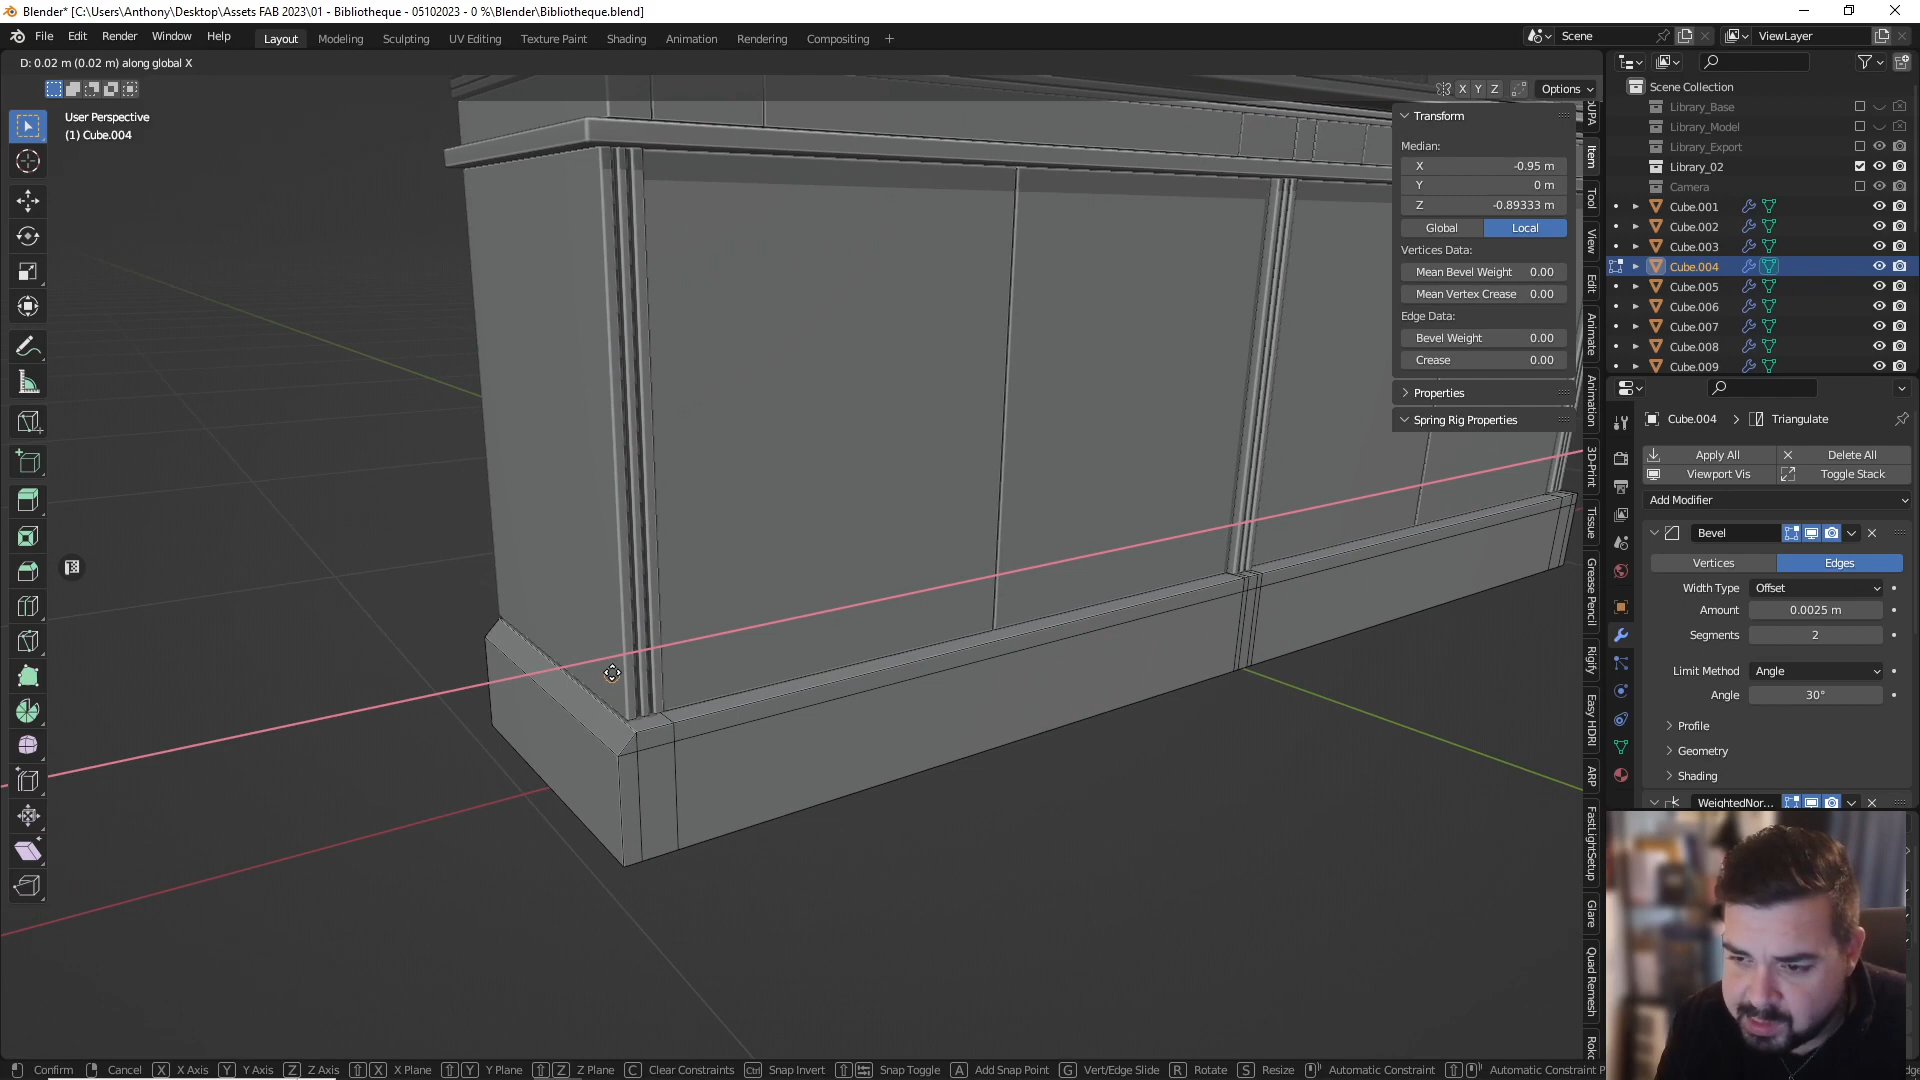 Blender* [C:\Users\Anthony\Desktop\Assets FAB 2023\01 - Bibliotheque - 05102023 - 0 %\Blender\Bibliotheque.blend]
File Edit Render Window Help Layout Modeling Sculpting UV Editing Texture Paint Shading Animation Rendering Compositing Scene ViewLayer
D: 0.02 m (0.02 m) along global X
X Y Z Options
User Perspective
(1) Cube.004
Transform
Median:
X -0.95 m
Y 0 m
Z -0.89333 m
Global Local
Vertices Data:
Mean Bevel Weight 0.00
Mean Vertex Crease 0.00
Edge Data:
Bevel Weight 0.00
Crease 0.00
Properties
Spring Rig Properties
Item
Tool
View
Edit
Animate
Animation
3D-Print
Tissue
Grease Pencil
Rigify
Easy HDRI
ARP
FastLightSetup
Glare
Quad Remesh
Scene Collection
Library_Base
Library_Model
Library_Export
Library_02
Camera
Cube.001
Cube.002
Cube.003
Cube.004
Cube.005
Cube.006
Cube.007
Cube.008
Cube.009
Cube.004 > Triangulate
Apply All Delete All
Viewport Vis Toggle Stack
Add Modifier
Bevel
Vertices Edges
Width Type Offset
Amount 0.0025 m
Segments 2
Limit Method Angle
Angle 30°
Profile
Geometry
Shading
WeightedNor...
Confirm Cancel X X Axis Y Y Axis Z Z Axis X X Plane Y Y Plane Z Z Plane C Clear Constraints Ctrl Snap Invert Snap Toggle A Add Snap Point G Vert/Edge Slide R Rotate S Resize Automatic Constraint Automatic Constraint P